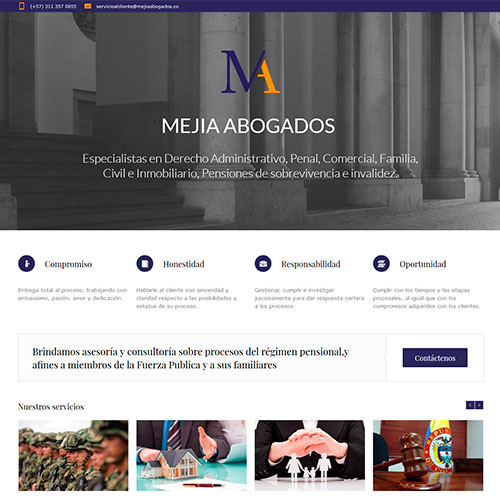 (+57) 311 357 0655 servicioalcliente@mejiaabogados.co
MA
MEJIA ABOGADOS
Especialistas en Derecho Administrativo, Penal, Comercial, Familia,
Civil e Inmobiliario, Pensiones de sobrevivencia e invalidez.
Compromiso
Entrega total al proceso, trabajando con
entusiasmo, pasión, amor y dedicación.
Honestidad
Hablarle al cliente con sinceridad y
claridad respecto a las posibilidades y
estatus de su proceso.
Responsabilidad
Gestionar, cumplir e investigar
juiciosamente para dar respuesta certera
a los procesos.
Oportunidad
Cumplir con los tiempos y las etapas
procesales, al igual que con los
compromisos adquiridos con los clientes.
Brindamos asesoría y consultoría sobre procesos del régimen pensional,y
afines a miembros de la Fuerza Publica y a sus familiares
Contáctenos
Nuestros servicios